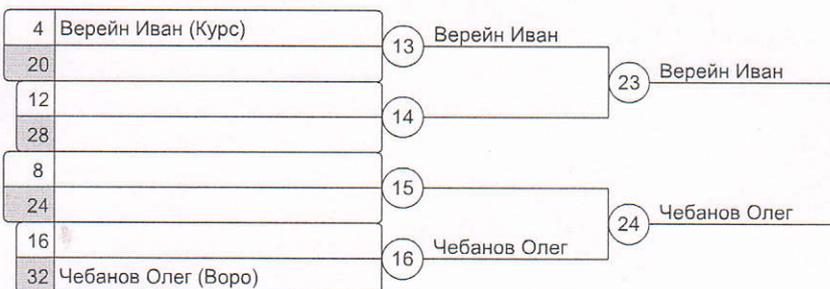 4 Верейн Иван (Курс)
20
12
28
8
24
16
32 Чебанов Олег (Воро)
13 Верейн Иван
14
15
16 Чебанов Олег
23 Верейн Иван
24 Чебанов Олег